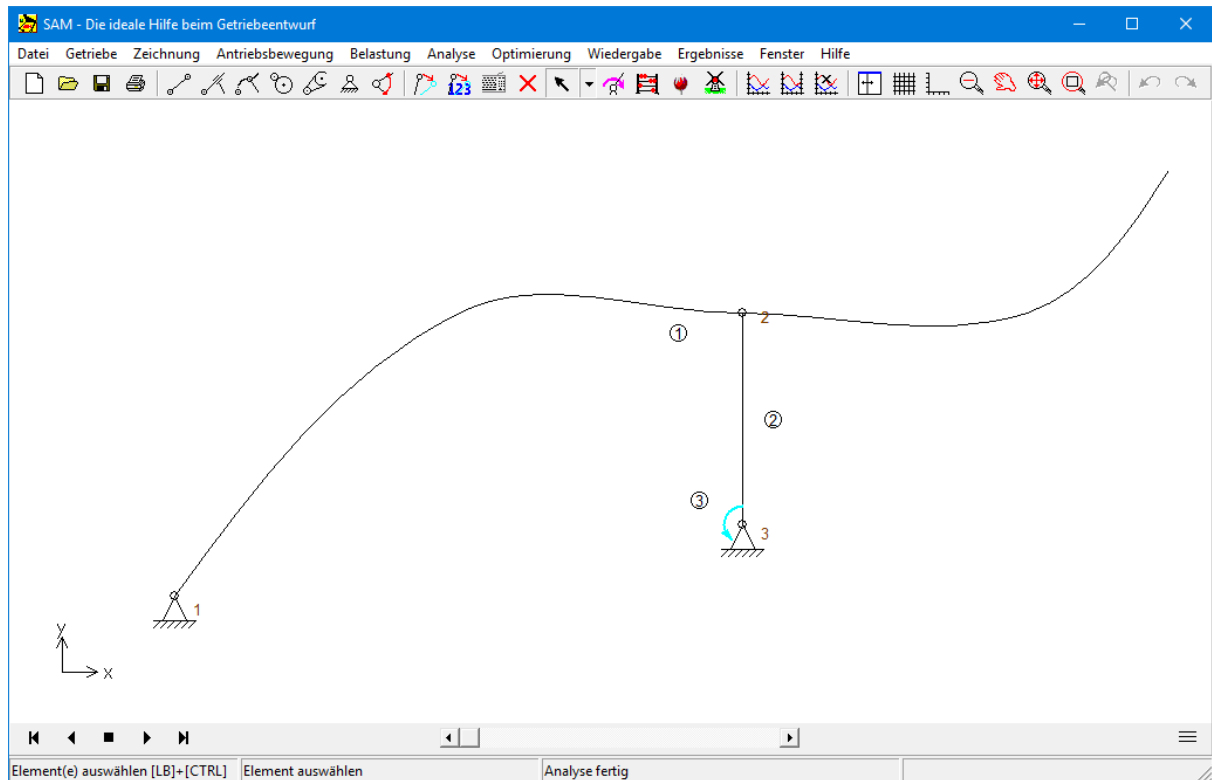 SAM - Die ideale Hilfe beim Getriebeentwurf
Datei Getriebe Zeichnung Antriebsbewegung Belastung Analyse Optimierung Wiedergabe Ergebnisse Fenster Hilfe
123
2
1
2
3
3
1
y
x
Element(e) auswählen [LB]+[CTRL] Element auswählen Analyse fertig